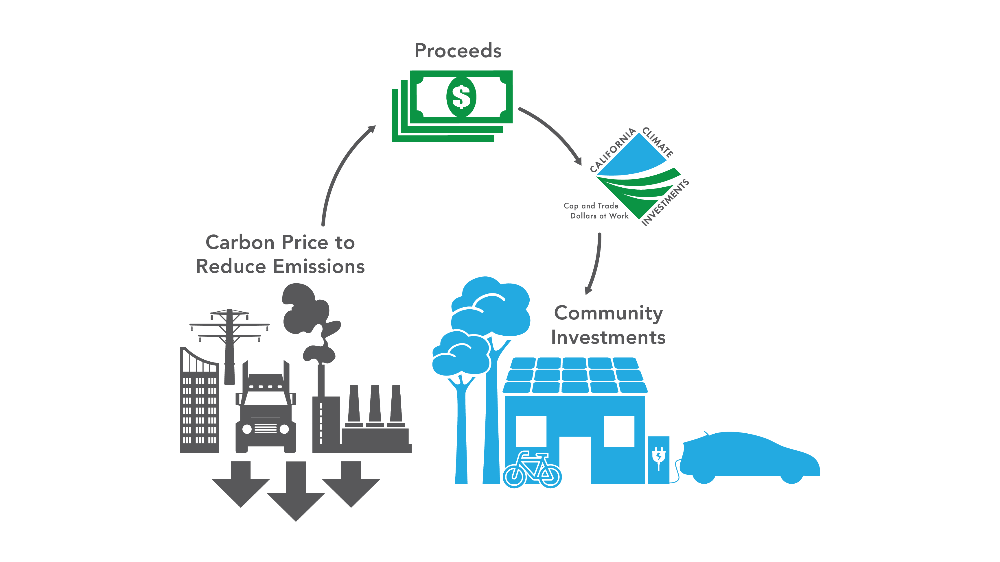 Proceeds
$
CALIFORNIA
CLIMATE
INVESTMENTS
Cap and Trade
Dollars at Work
Carbon Price to
Reduce Emissions
Community
Investments